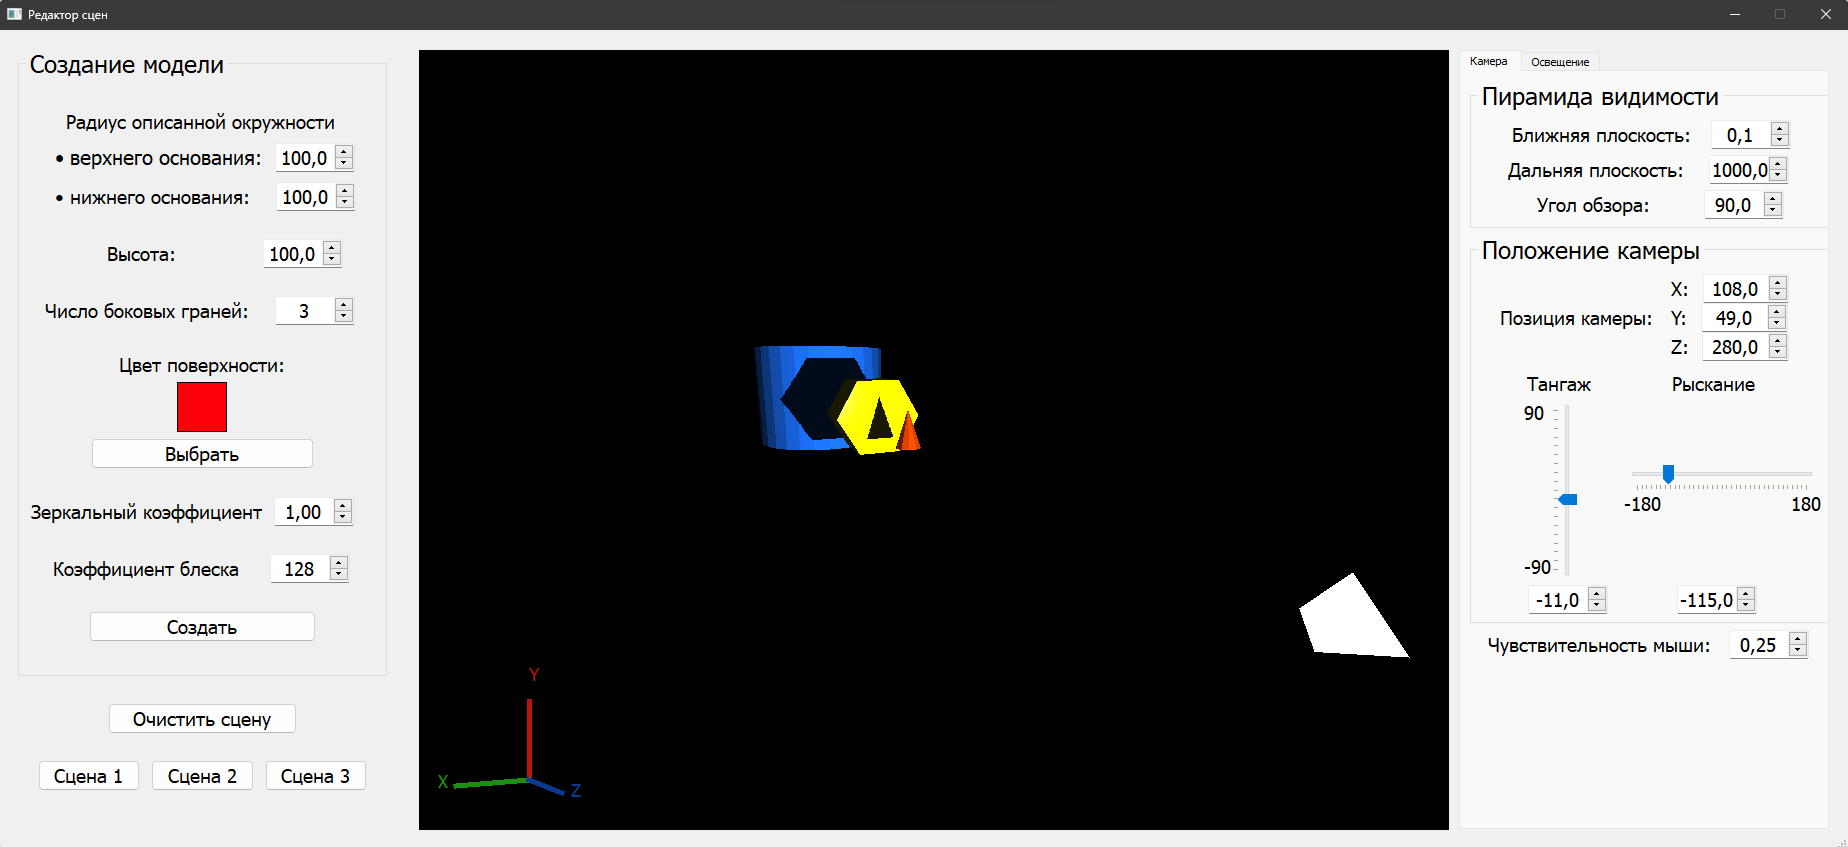 Редактор сцен
Создание модели
Радиус описанной окружности
• верхнего основания: 100,0
• нижнего основания: 100,0
Высота: 100,0
Число боковых граней: 3
Цвет поверхности:
Выбрать
Зеркальный коэффициент 1,00
Коэффициент блеска 128
Создать
Очистить сцену
Сцена 1 Сцена 2 Сцена 3
Y
X
Z
Камера Освещение
Пирамида видимости
Ближняя плоскость: 0,1
Дальняя плоскость: 1000,0
Угол обзора: 90,0
Положение камеры
X: 108,0
Позиция камеры: Y: 49,0
Z: 280,0
Тангаж Рыскание
90
-180 180
-90
-11,0 -115,0
Чувствительность мыши: 0,25